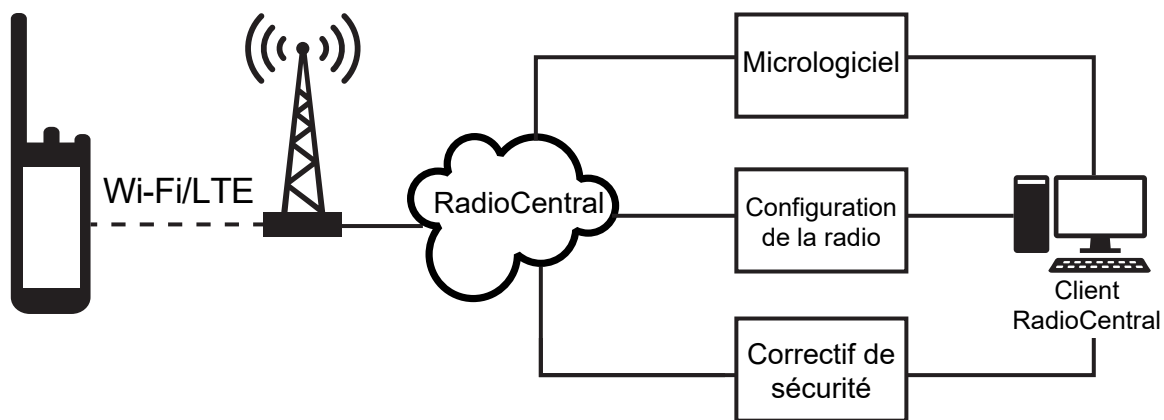 Wi-Fi/LTE
RadioCentral
Micrologiciel
Configuration
de la radio
Correctif de
sécurité
Client
RadioCentral